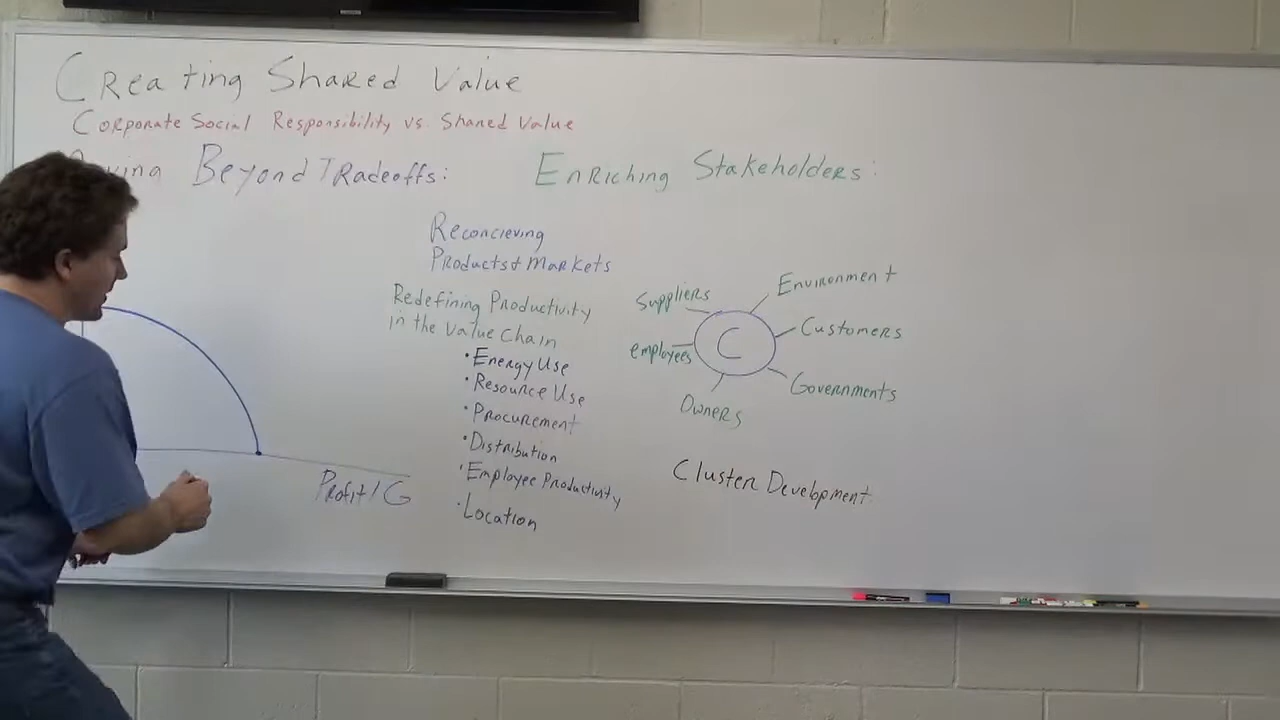 Creating Shared Value
Corporate Social Responsibility vs. Shared Value
Beyond Tradeoffs:
Enriching Stakeholders:
Reconcieving
Products + Markets
Redefining Productivity
in the Value Chain
• Energy Use
• Resource Use
• Procurement
• Distribution
• Employee Productivity
• Location
Profit / G
Suppliers
Environment
employees
C
Customers
Owners
Governments
Cluster Development